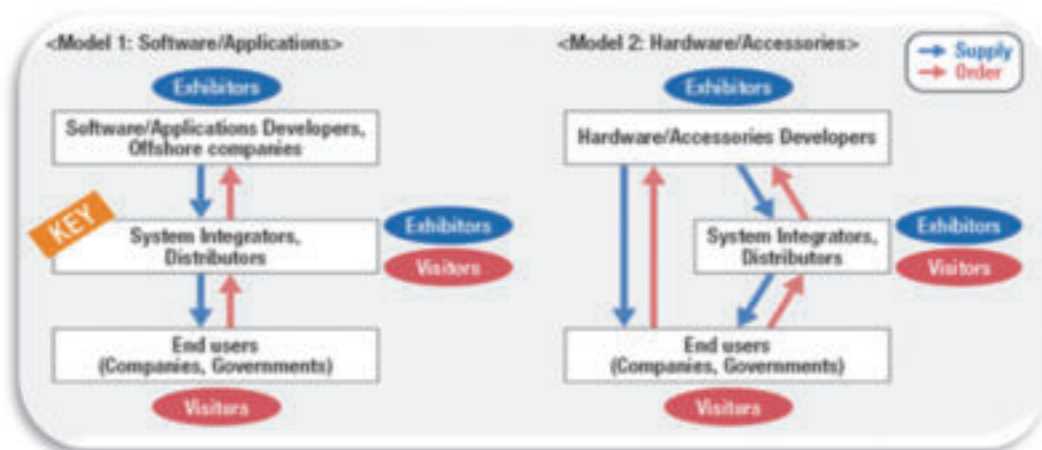 <Model 1: Software/Applications>
Exhibitors
Software/Applications Developers,
Offshore companies
KEY
System Integrators,
Distributors
Exhibitors
Visitors
End users
(Companies, Governments)
Visitors
<Model 2: Hardware/Accessories>
Supply
Order
Exhibitors
Hardware/Accessories Developers
System Integrators,
Distributors
Exhibitors
Visitors
End users
(Companies, Governments)
Visitors